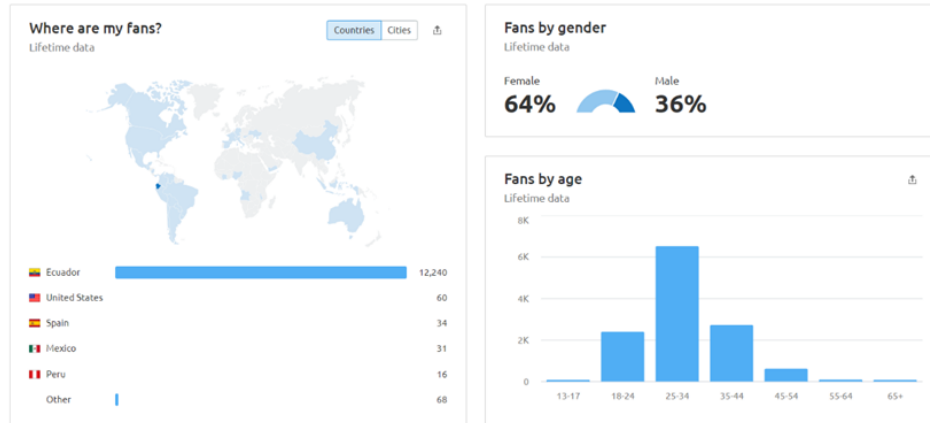 Where are my fans?
Countries Cities
Lifetime data
Ecuador 12,240
United States 60
Spain 34
Mexico 31
Peru 16
Other 68
Fans by gender
Lifetime data
Female Male
64% 36%
Fans by age
Lifetime data
8K
6K
4K
2K
0
13-17 18-24 25-34 35-44 45-54 55-64 65+